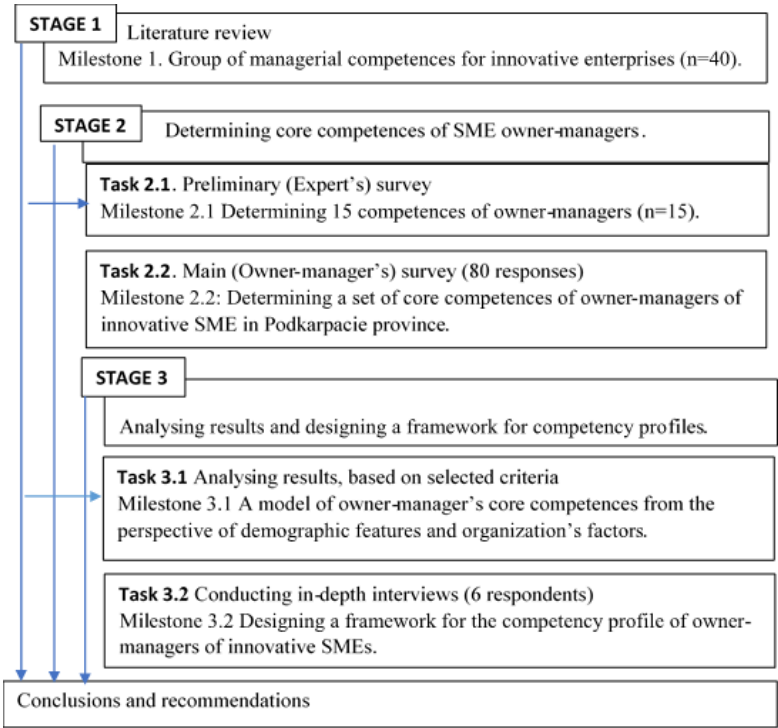 STAGE 1
Literature review
Milestone 1. Group of managerial competences for innovative enterprises (n=40).
STAGE 2
Determining core competences of SME owner-managers.
Task 2.1. Preliminary (Expert's) survey
Milestone 2.1 Determining 15 competences of owner-managers (n=15).
Task 2.2. Main (Owner-manager's) survey (80 responses)
Milestone 2.2: Determining a set of core competences of owner-managers of
innovative SME in Podkarpacie province.
STAGE 3
Analysing results and designing a framework for competency profiles.
Task 3.1 Analysing results, based on selected criteria
Milestone 3.1 A model of owner-manager's core competences from the
perspective of demographic features and organization's factors.
Task 3.2 Conducting in-depth interviews (6 respondents)
Milestone 3.2 Designing a framework for the competency profile of owner-
managers of innovative SMEs.
Conclusions and recommendations